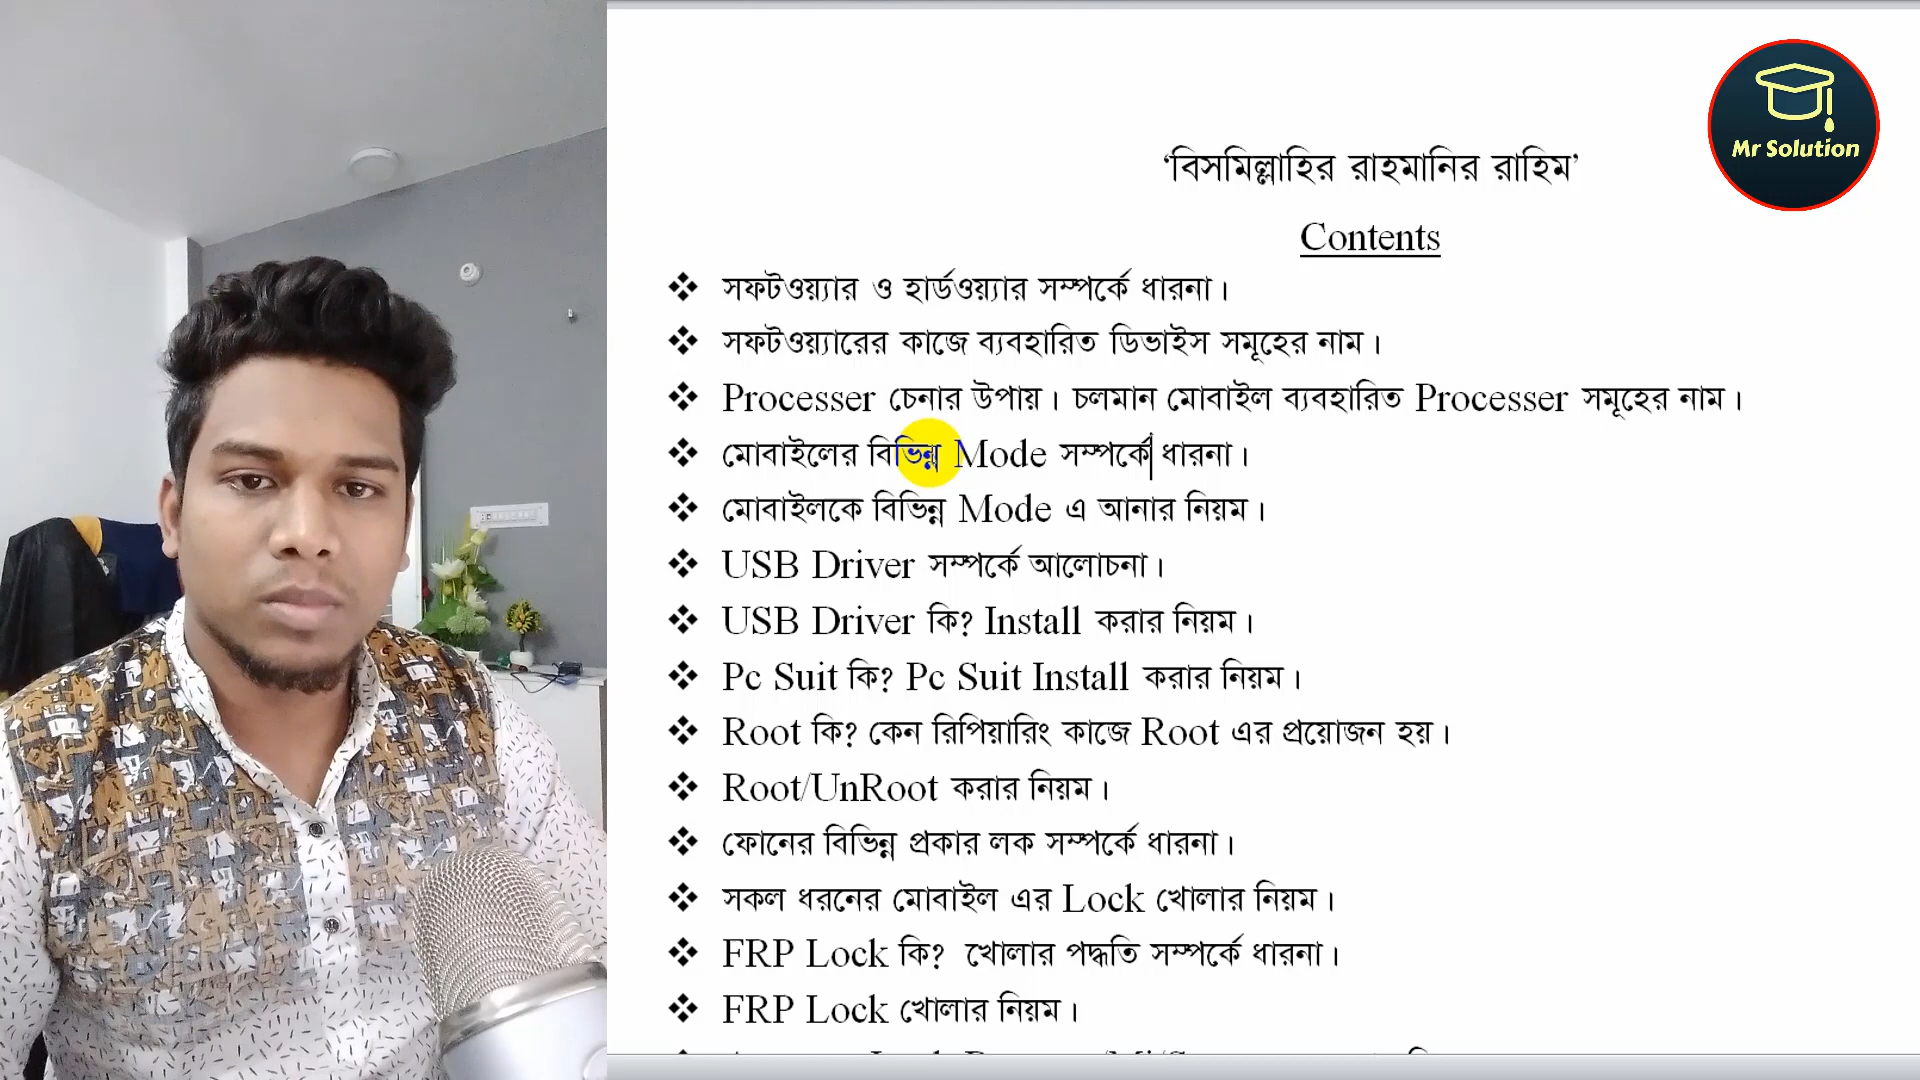 Mr Solution
‘বিসমিল্লাহির রাহমানির রাহিম’
Contents
❖ সফটওয়্যার ও হার্ডওয়্যার সম্পর্কে ধারনা।
❖ সফটওয়্যারের কাজে ব্যবহারিত ডিভাইস সমূহের নাম।
❖ Processer চেনার উপায়। চলমান মোবাইল ব্যবহারিত Processer সমূহের নাম।
❖ মোবাইলের বিভিন্ন Mode সম্পর্কে ধারনা।
❖ মোবাইলকে বিভিন্ন Mode এ আনার নিয়ম।
❖ USB Driver সম্পর্কে আলোচনা।
❖ USB Driver কি? Install করার নিয়ম।
❖ Pc Suit কি? Pc Suit Install করার নিয়ম।
❖ Root কি? কেন রিপিয়ারিং কাজে Root এর প্রয়োজন হয়।
❖ Root/UnRoot করার নিয়ম।
❖ ফোনের বিভিন্ন প্রকার লক সম্পর্কে ধারনা।
❖ সকল ধরনের মোবাইল এর Lock খোলার নিয়ম।
❖ FRP Lock কি? খোলার পদ্ধতি সম্পর্কে ধারনা।
❖ FRP Lock খোলার নিয়ম।